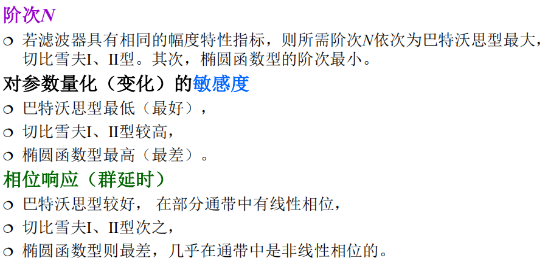 阶次N
❍ 若滤波器具有相同的幅度特性指标，则所需阶次N依次为巴特沃思型最大，
切比雪夫I、II型。其次，椭圆函数型的阶次最小。
对参数量化（变化）的敏感度
❍ 巴特沃思型最低（最好），
❍ 切比雪夫I、II型较高，
❍ 椭圆函数型最高（最差）。
相位响应（群延时）
❍ 巴特沃思型较好， 在部分通带中有线性相位，
❍ 切比雪夫I、II型次之，
❍ 椭圆函数型则最差，几乎在通带中是非线性相位的。